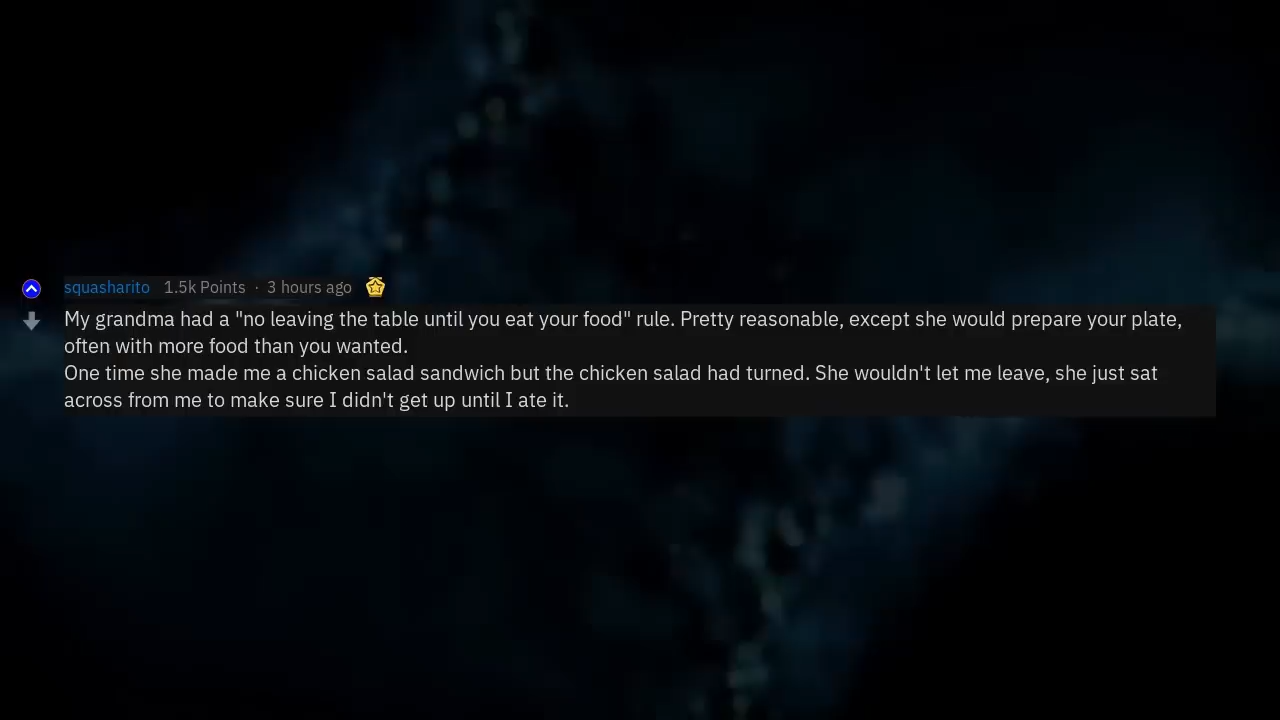 squasharito 1.5k Points · 3 hours ago
My grandma had a "no leaving the table until you eat your food" rule. Pretty reasonable, except she would prepare your plate,
often with more food than you wanted.
One time she made me a chicken salad sandwich but the chicken salad had turned. She wouldn't let me leave, she just sat
across from me to make sure I didn't get up until I ate it.